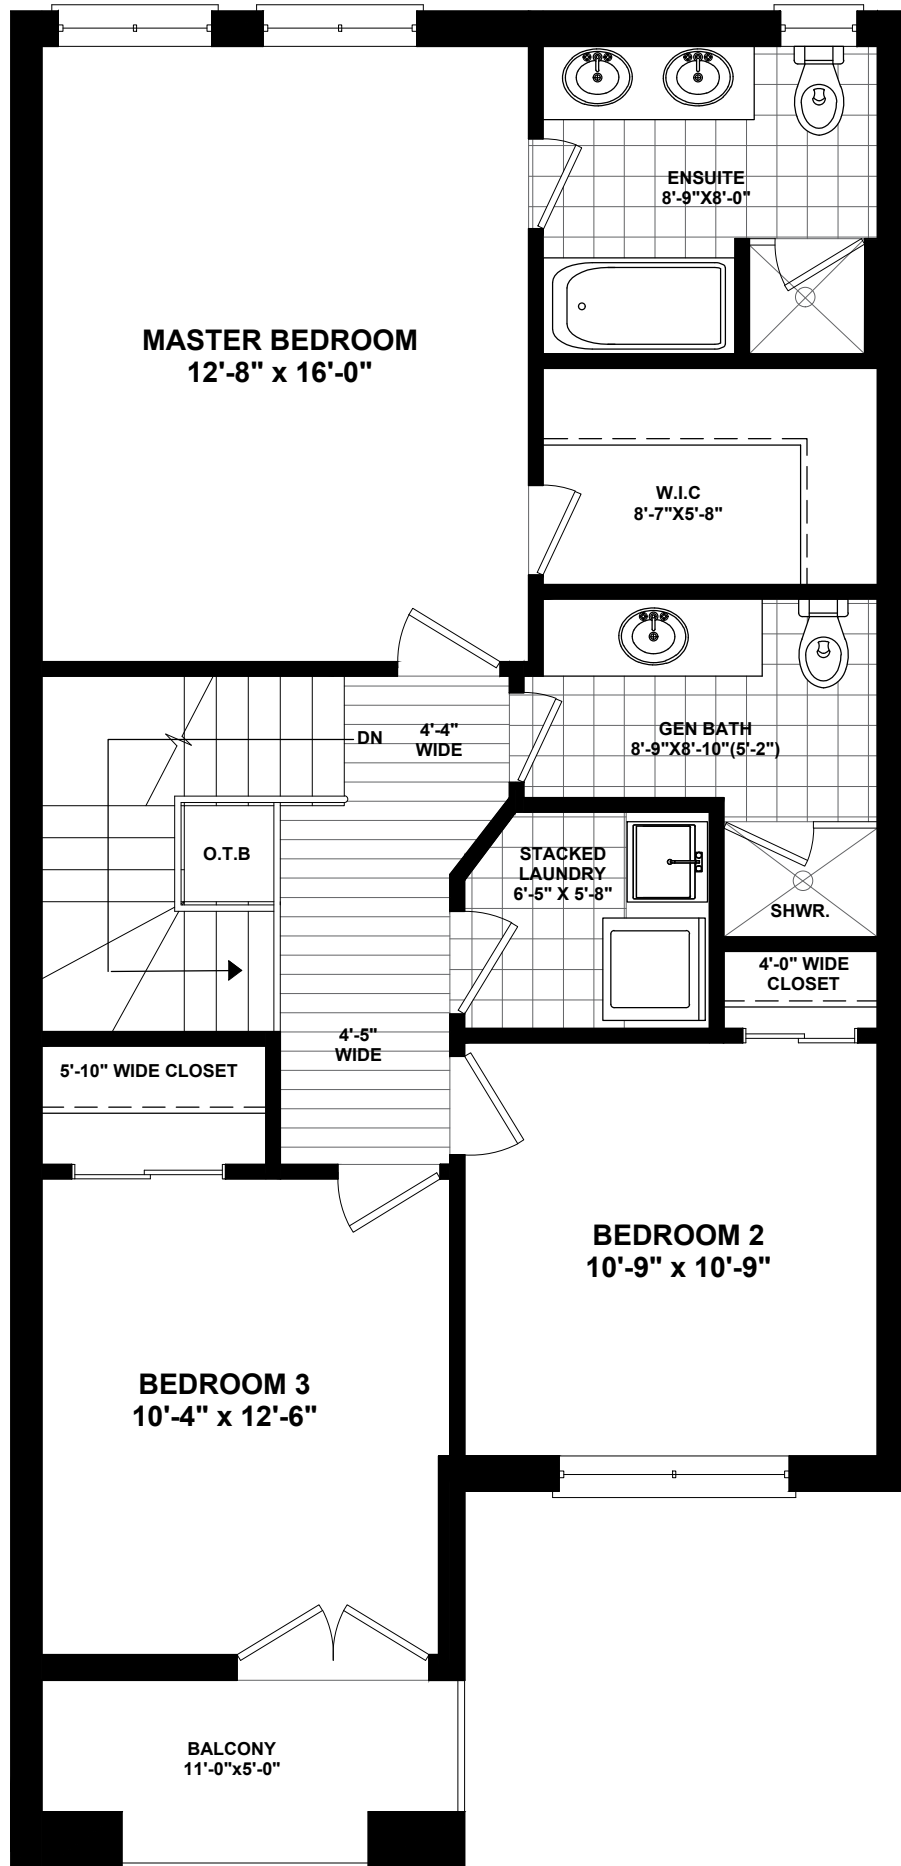 ENSUITE
8'-9"X8'-0"
MASTER BEDROOM
12'-8" x 16'-0"
W.I.C
8'-7"X5'-8"
DN
4'-4"
WIDE
GEN BATH
8'-9"X8'-10"(5'-2")
O.T.B
STACKED
LAUNDRY
6'-5" X 5'-8"
SHWR.
4'-0" WIDE
CLOSET
4'-5"
WIDE
5'-10" WIDE CLOSET
BEDROOM 2
10'-9" x 10'-9"
BEDROOM 3
10'-4" x 12'-6"
BALCONY
11'-0"x5'-0"